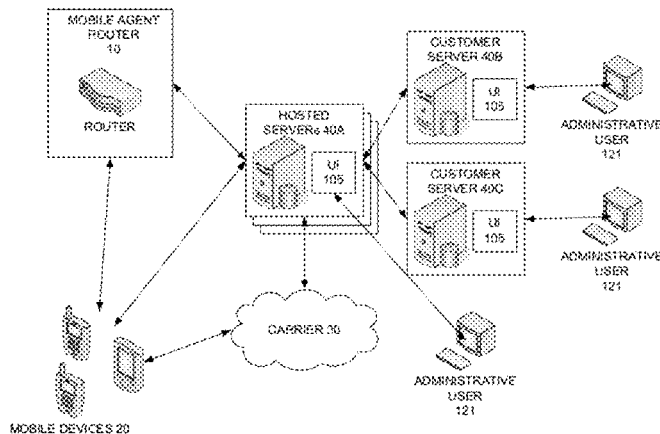 MOBILE AGENT
ROUTER
10
ROUTER
HOSTED
SERVERs 40A
UI
105
CUSTOMER
SERVER 40B
UI
105
ADMINISTRATIVE
USER
121
CUSTOMER
SERVER 40C
UI
105
ADMINISTRATIVE
USER
121
CARRIER 30
ADMINISTRATIVE
USER
121
MOBILE DEVICES 20